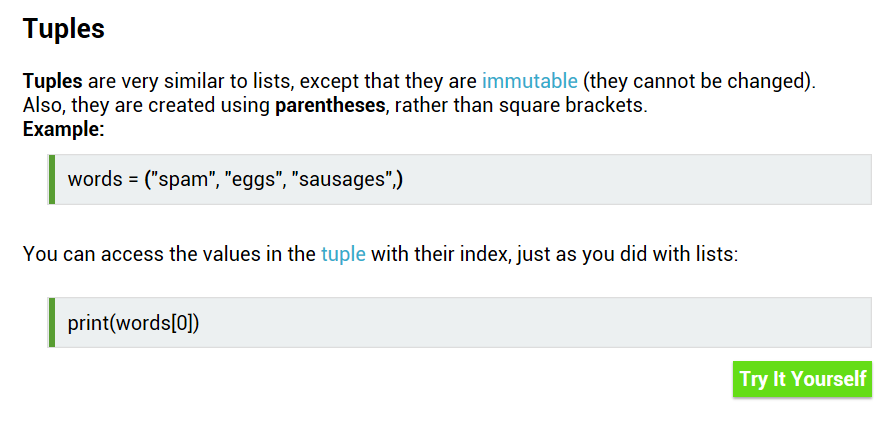 Tuples
Tuples are very similar to lists, except that they are immutable (they cannot be changed).
Also, they are created using parentheses, rather than square brackets.
Example:
words = ("spam", "eggs", "sausages",)
You can access the values in the tuple with their index, just as you did with lists:
print(words[0])
Try It Yourself